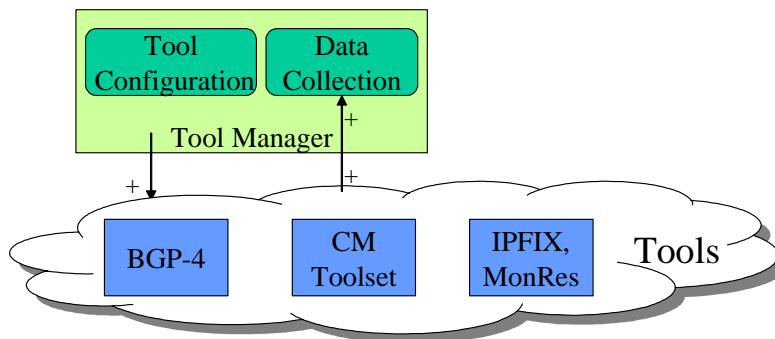 Tool
Configuration
Data
Collection
+
Tool Manager
+
+
BGP-4
CM
Toolset
IPFIX,
MonRes
Tools